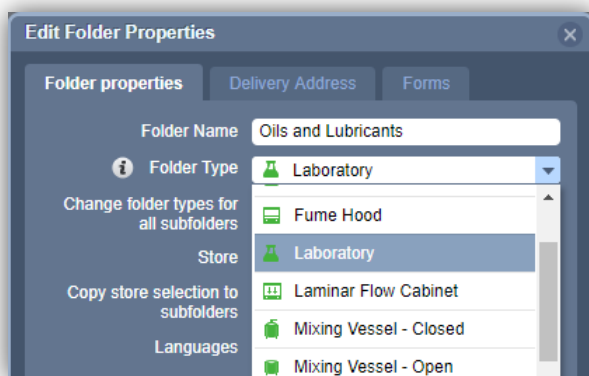 Edit Folder Properties
Folder properties
Delivery Address
Forms
Folder Name
Oils and Lubricants
Folder Type
Laboratory
Change folder types for
all subfolders
Fume Hood
Store
Laboratory
Copy store selection to
subfolders
Laminar Flow Cabinet
Mixing Vessel - Closed
Languages
Mixing Vessel - Open